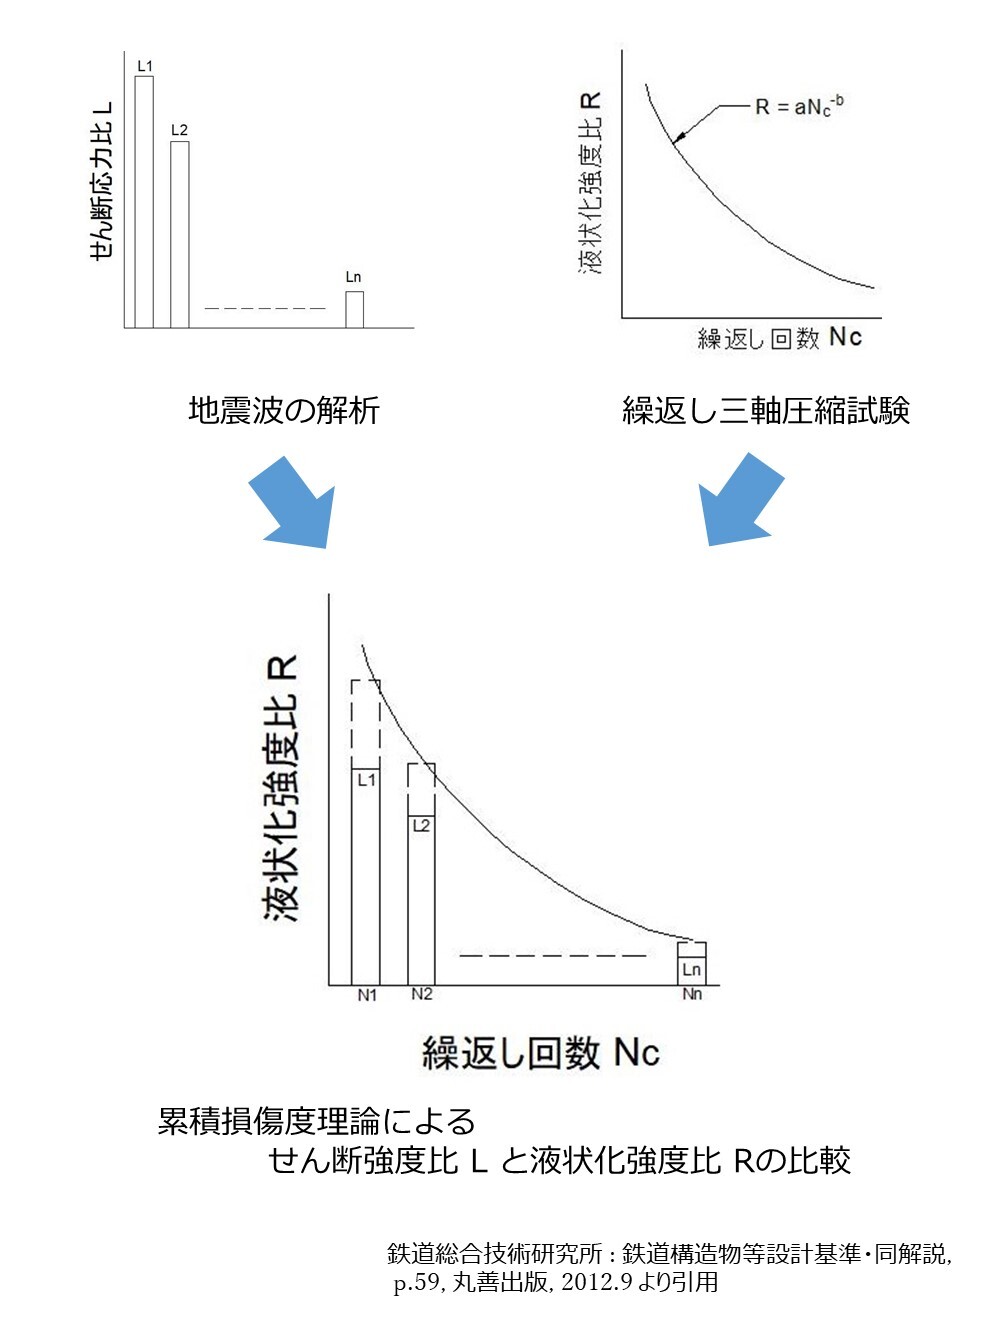 せん断応力比 L
L1
L2
Ln
地震波の解析
液状化強度比 R
R = aNc-b
繰返し回数 Nc
繰返し三軸圧縮試験
液状化強度比 R
L1
L2
Ln
N1
N2
Nn
繰返し回数 Nc
累積損傷度理論による
せん断強度比 L と液状化強度比 Rの比較
鉄道総合技術研究所 : 鉄道構造物等設計基準・同解説,
p.59, 丸善出版, 2012.9 より引用